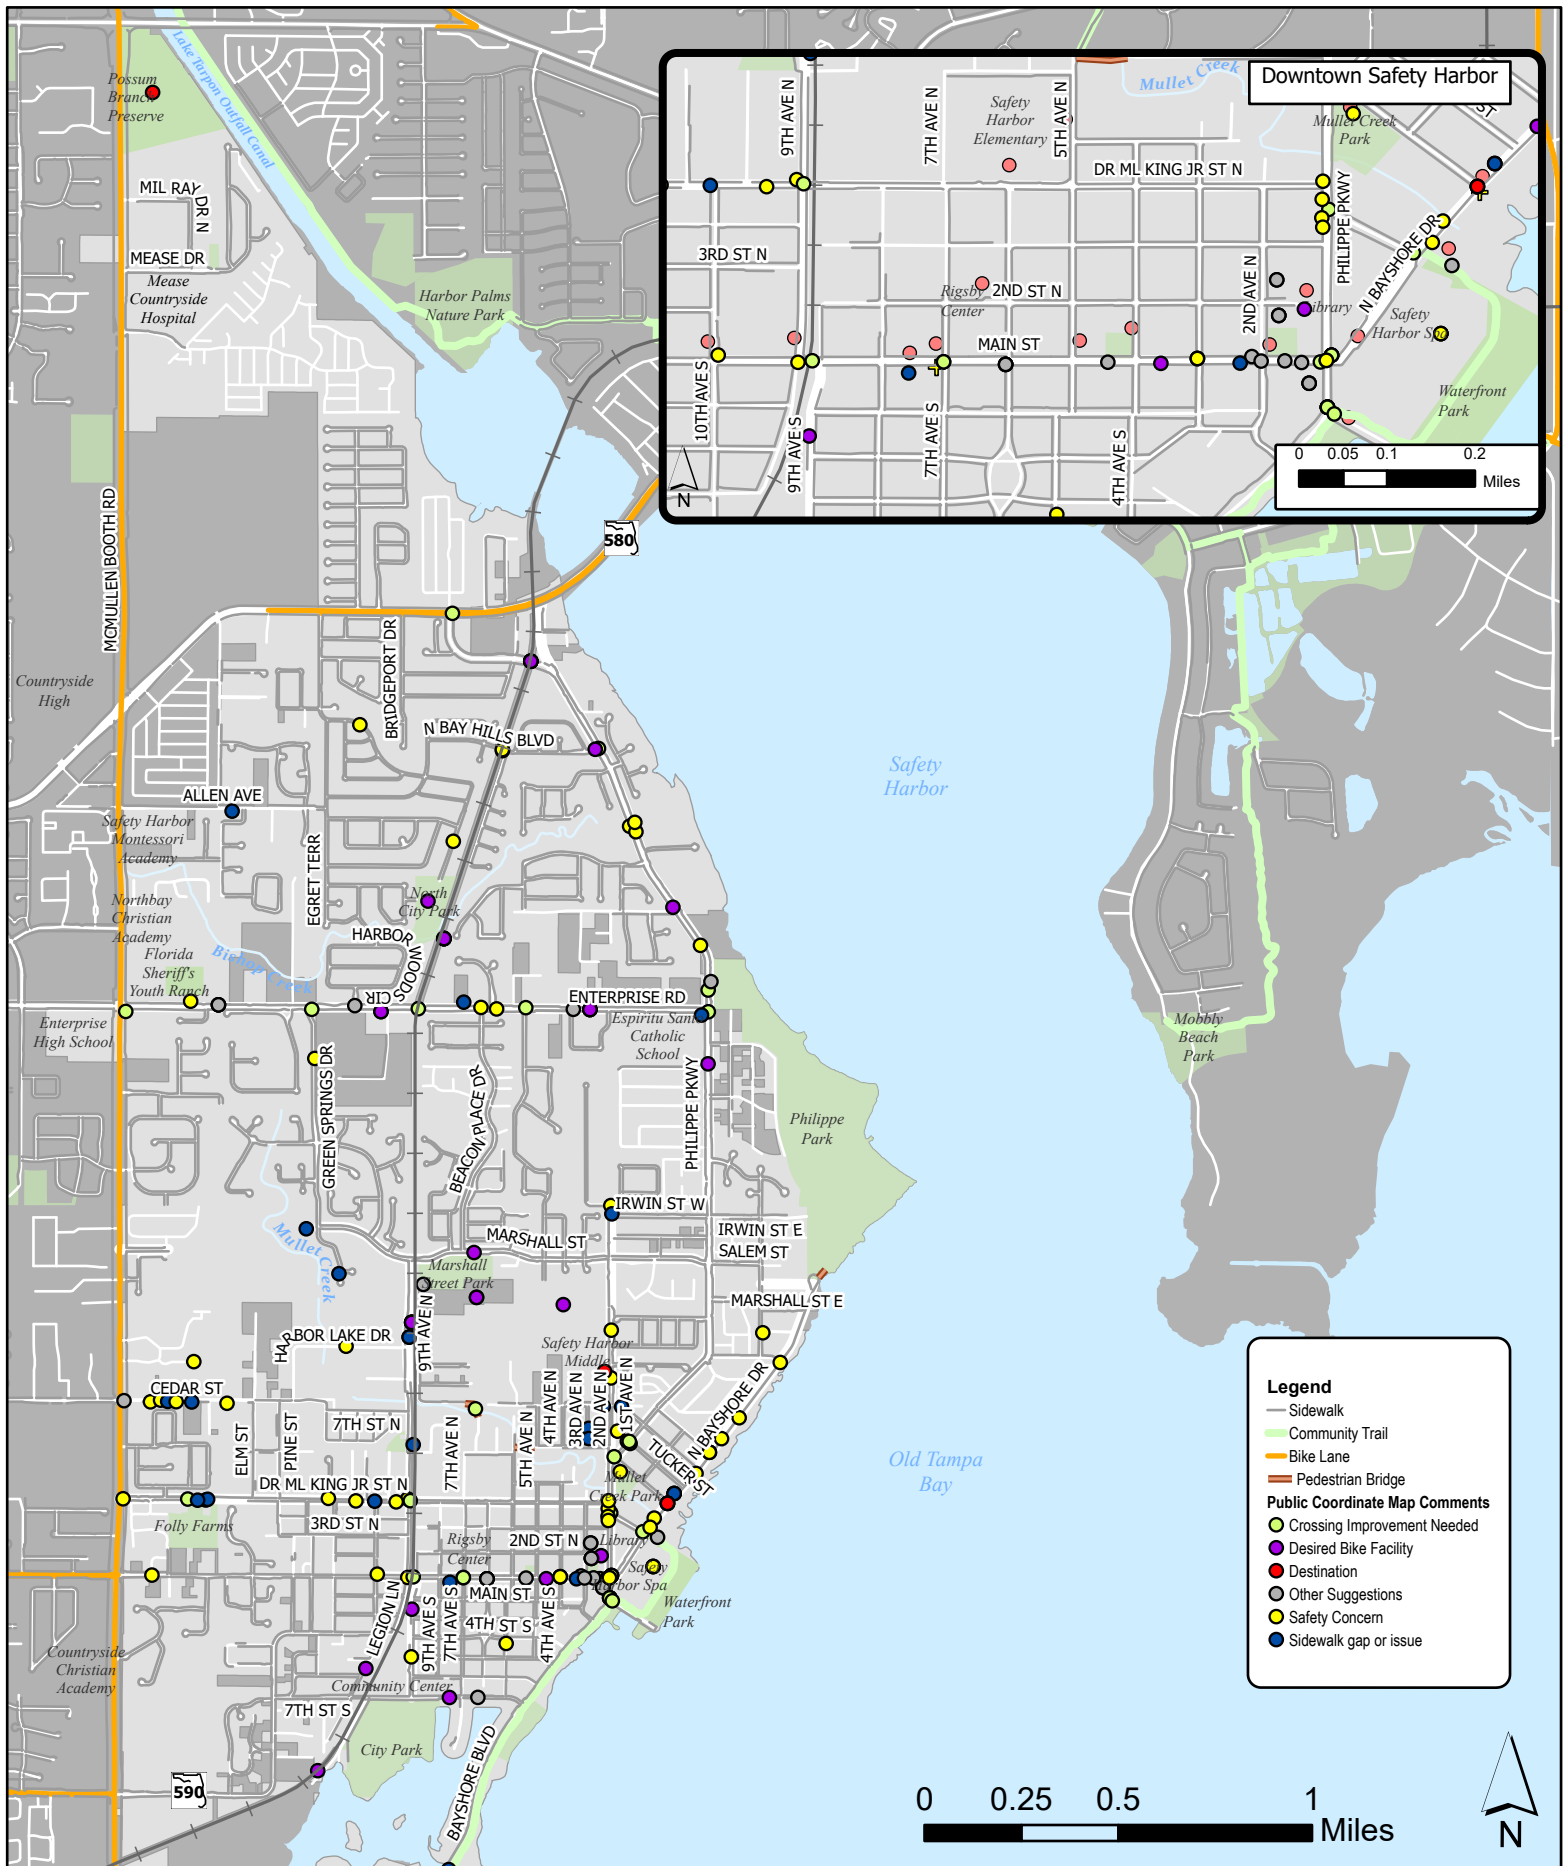 Possum
Branch
Preserve
Lake Tarpon Outfall Canal
MIL RAY DR N
MEASE DR
Mease
Countryside
Hospital
Harbor Palms
Nature Park
MCMULLEN BOOTH RD
580
Countryside
High
BRIDGEPORT DR
N BAY HILLS BLVD
ALLEN AVE
Safety Harbor
Montessori
Academy
EGRET TERR
Northbay
Christian
Academy
North
City Park
HARBOR WOODS CIR
Florida
Sheriff's
Youth Ranch
Bishop Creek
ENTERPRISE RD
Enterprise
High School
Espiritu Santo
Catholic
School
GREEN SPRINGS DR
BEACON PLACE DR
PHILIPPE PKWY
Philippe
Park
Mobbly
Beach
Park
Safety
Harbor
IRWIN ST W
IRWIN ST E
SALEM ST
MARSHALL ST
Mullet Creek
Marshall
Street Park
MARSHALL ST E
9TH AVE N
HARBOR LAKE DR
Safety Harbor
Middle
CEDAR ST
ELM ST
PINE ST
7TH ST N
7TH AVE N
5TH AVE N
4TH AVE N
3RD AVE N
2ND AVE N
1ST AVE N
N BAYSHORE DR
TUCKER ST
DR ML KING JR ST N
Mullet
Creek Park
Folly Farms
3RD ST N
Rigsby
Center
2ND ST N
Library
Safety
Harbor Spa
MAIN ST
Waterfront
Park
LEGION LN
9TH AVE S
7TH AVE S
4TH ST S
4TH AVE S
Countryside
Christian
Academy
Community Center
7TH ST S
City Park
590
BAYSHORE BLVD
Old Tampa
Bay
Downtown Safety Harbor
9TH AVE N
7TH AVE N
Safety
Harbor
Elementary
5TH AVE N
Mullet Creek
ST
Mullet Creek
Park
DR ML KING JR ST N
PHILIPPE PKWY
3RD ST N
2ND AVE N
N BAYSHORE DR
Rigsby
Center
2ND ST N
Library
Safety
Harbor Spa
MAIN ST
10TH AVE S
9TH AVE S
7TH AVE S
4TH AVE S
Waterfront
Park
N
0 0.05 0.1 0.2
Miles
Legend
Sidewalk
Community Trail
Bike Lane
Pedestrian Bridge
Public Coordinate Map Comments
Crossing Improvement Needed
Desired Bike Facility
Destination
Other Suggestions
Safety Concern
Sidewalk gap or issue
0 0.25 0.5 1
Miles
N